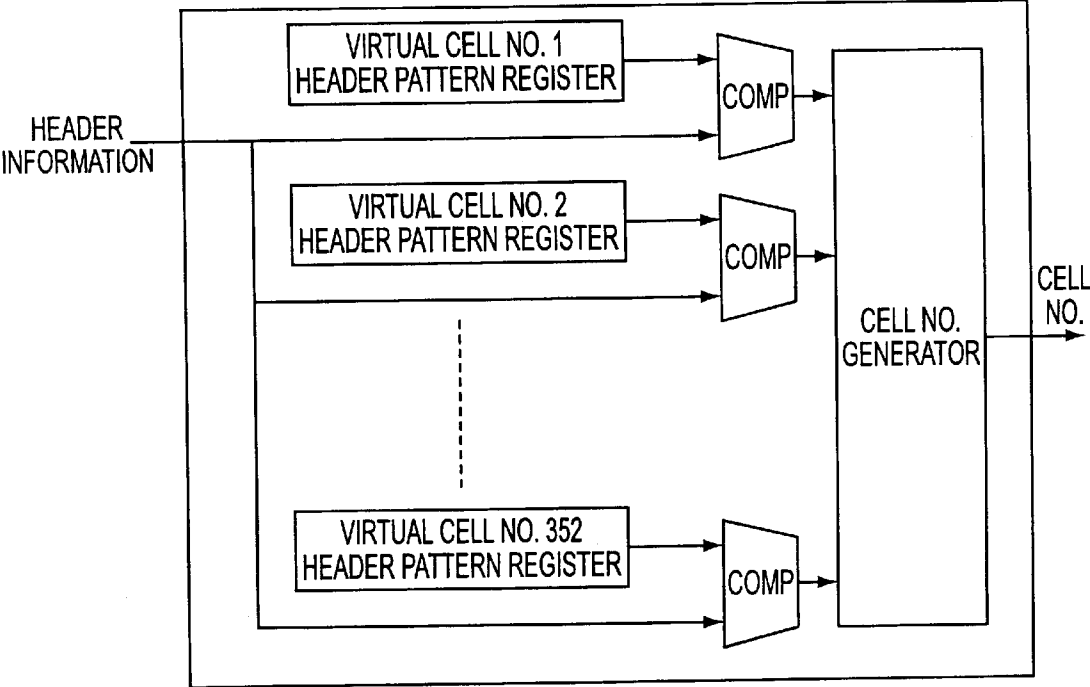 VIRTUAL CELL NO. 1
HEADER PATTERN REGISTER
COMP
HEADER
INFORMATION
VIRTUAL CELL NO. 2
HEADER PATTERN REGISTER
COMP
CELL NO.
GENERATOR
CELL
NO.
VIRTUAL CELL NO. 352
HEADER PATTERN REGISTER
COMP